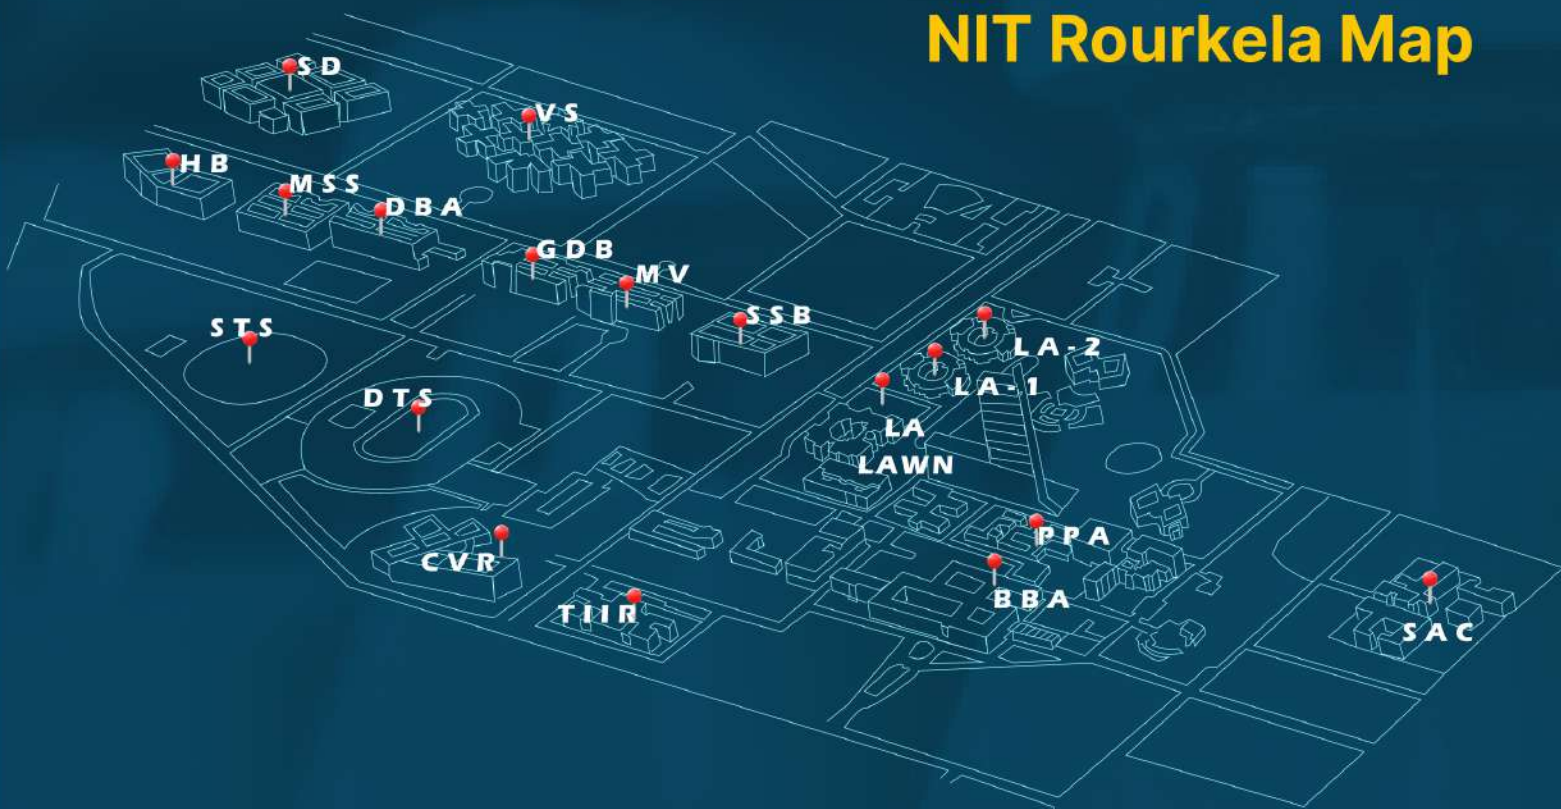 NIT Rourkela Map
SD
VS
HB
MSS
DBA
GDB
MV
SSB
STS
LA-2
LA-1
DTS
LA
LAWN
PPA
CVR
BBA
TIIR
SAC